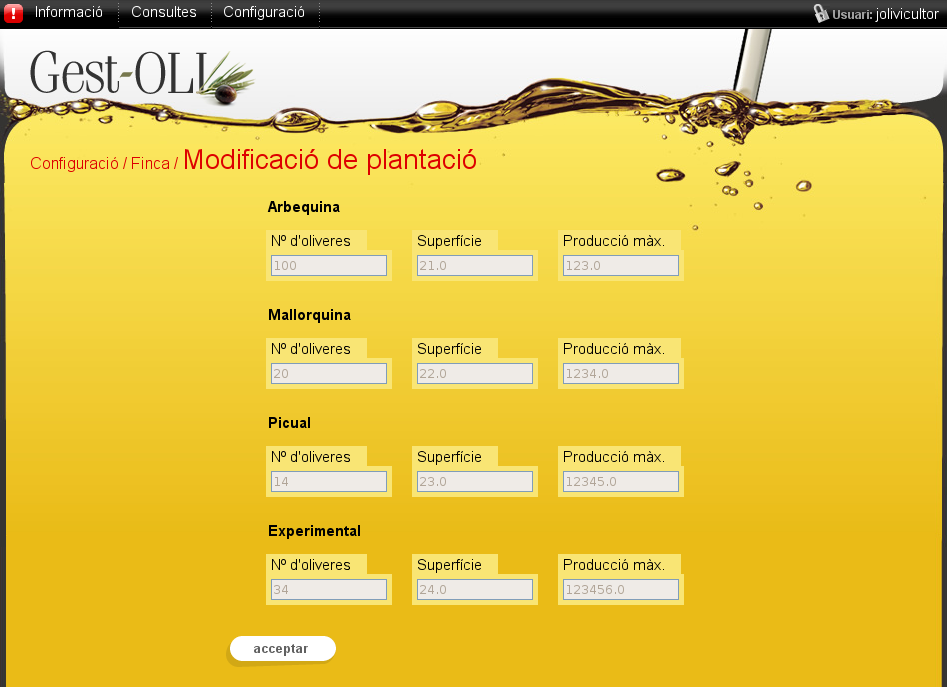 ! Informació Consultes Configuració Usuari: jolivicultor
Gest-OLI
Configuració / Finca / Modificació de plantació
Arbequina
Nº d'oliveres Superfície Producció màx.
100 21.0 123.0
Mallorquina
Nº d'oliveres Superfície Producció màx.
20 22.0 1234.0
Picual
Nº d'oliveres Superfície Producció màx.
14 23.0 12345.0
Experimental
Nº d'oliveres Superfície Producció màx.
34 24.0 123456.0
acceptar